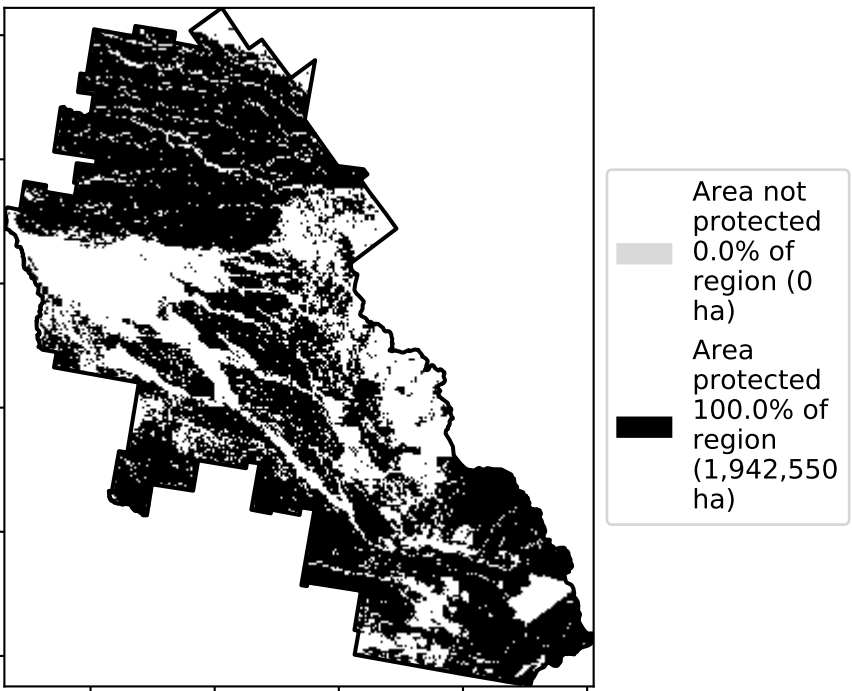 Area not
protected
0.0% of
region (0
ha)
Area
protected
100.0% of
region
(1,942,550
ha)